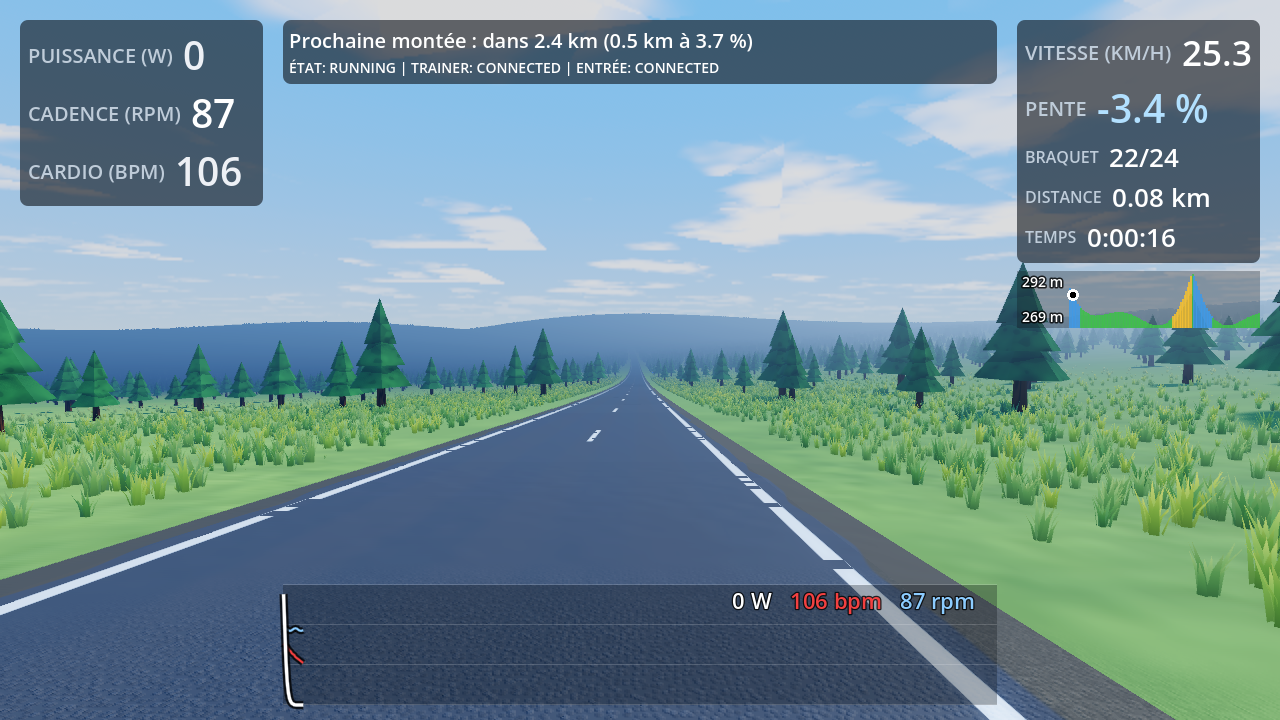 PUISSANCE (W) 0
CADENCE (RPM) 87
CARDIO (BPM) 106
Prochaine montée : dans 2.4 km (0.5 km à 3.7 %)
ÉTAT: RUNNING | TRAINER: CONNECTED | ENTRÉE: CONNECTED
VITESSE (KM/H) 25.3
PENTE -3.4 %
BRAQUET 22/24
DISTANCE 0.08 km
TEMPS 0:00:16
292 m
269 m
0 W 106 bpm 87 rpm